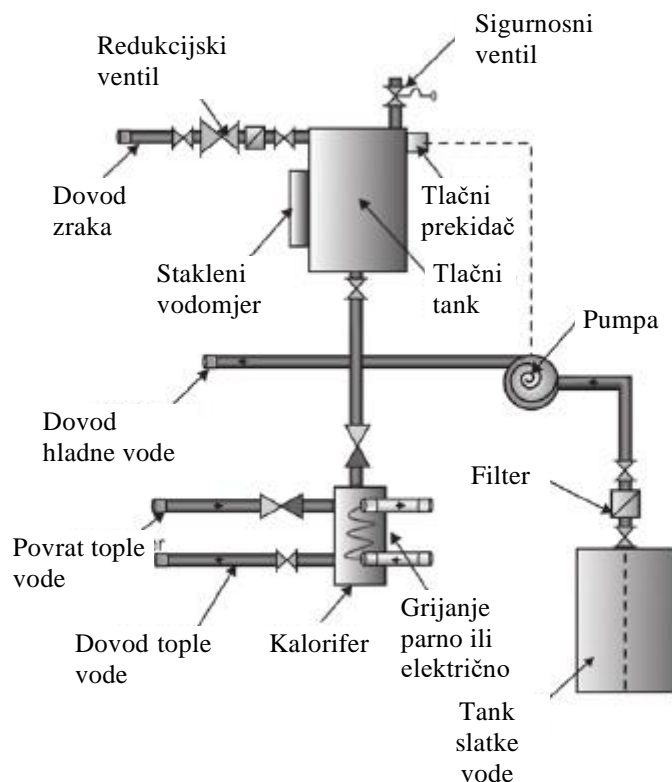 Sigurnosni
ventil
Redukcijski
ventil
Dovod
zraka
Tlačni
prekidač
Stakleni
vodomjer
Tlačni
tank
Pumpa
Dovod
hladne vode
Filter
Povrat tople
vode
Dovod tople
vode
Kalorifer
Grijanje
parno ili
električno
Tank
slatke
vode